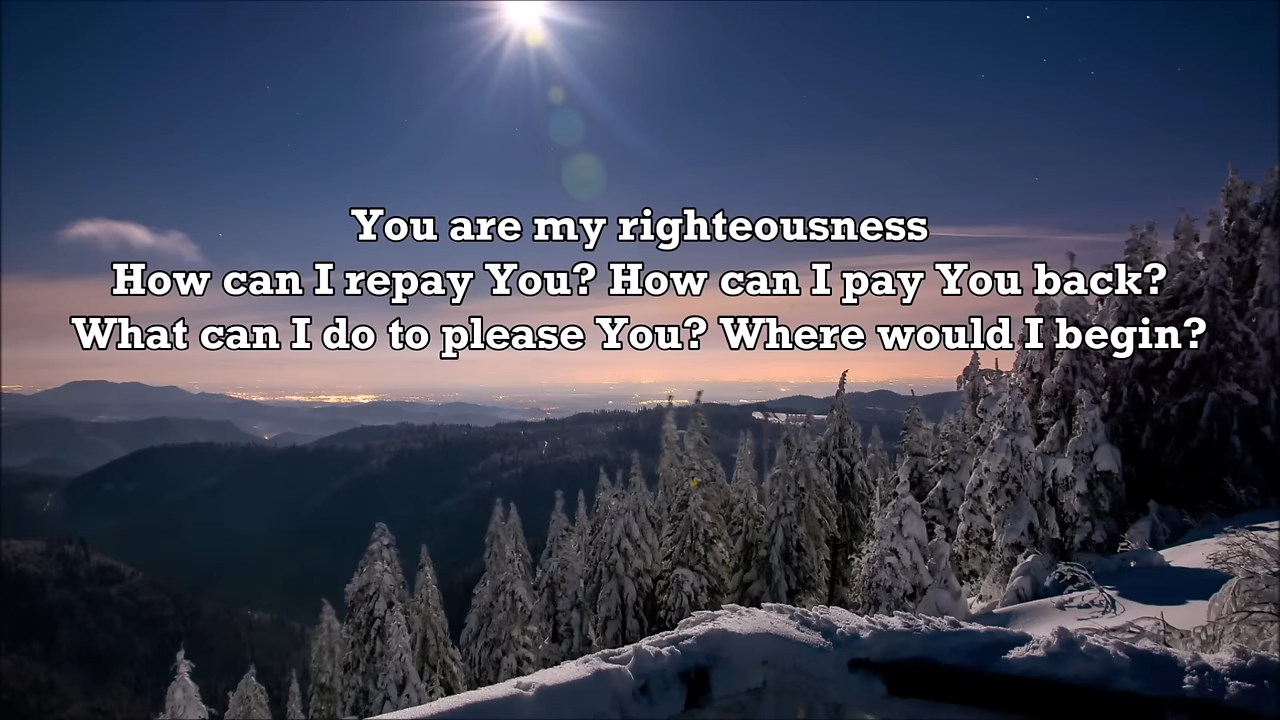 You are my righteousness
How can I repay You? How can I pay You back?
What can I do to please You? Where would I begin?